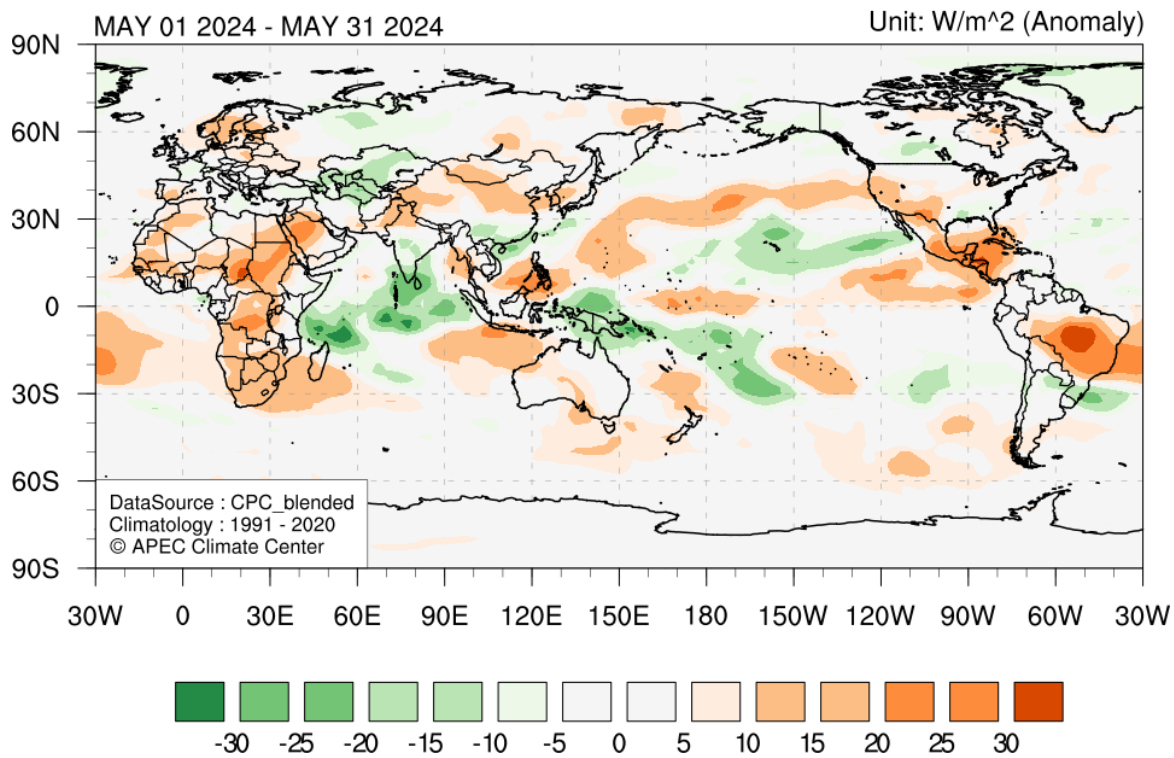 MAY 01 2024 - MAY 31 2024
Unit: W/m^2 (Anomaly)
90N
60N
30N
0
30S
60S
90S
DataSource : CPC_blended
Climatology : 1991 - 2020
© APEC Climate Center
30W 0 30E 60E 90E 120E 150E 180 150W 120W 90W 60W 30W
-30 -25 -20 -15 -10 -5 0 5 10 15 20 25 30